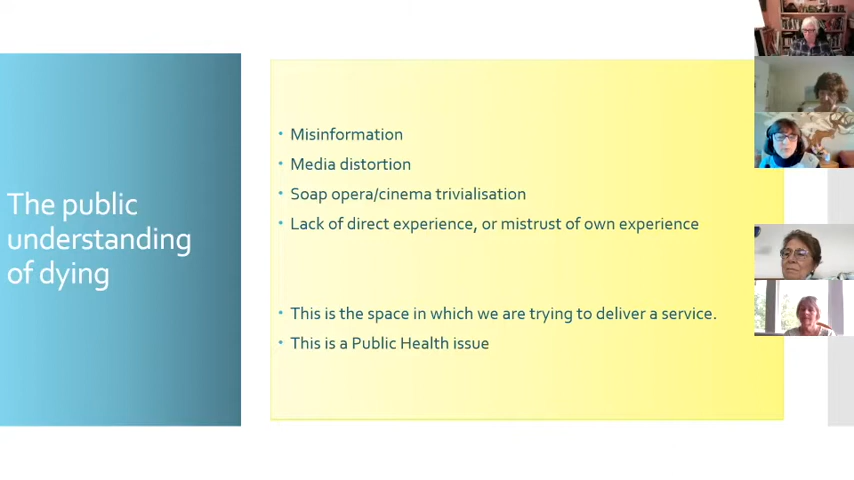 The public
understanding
of dying
• Misinformation
• Media distortion
• Soap opera/cinema trivialisation
• Lack of direct experience, or mistrust of own experience
• This is the space in which we are trying to deliver a service.
• This is a Public Health issue